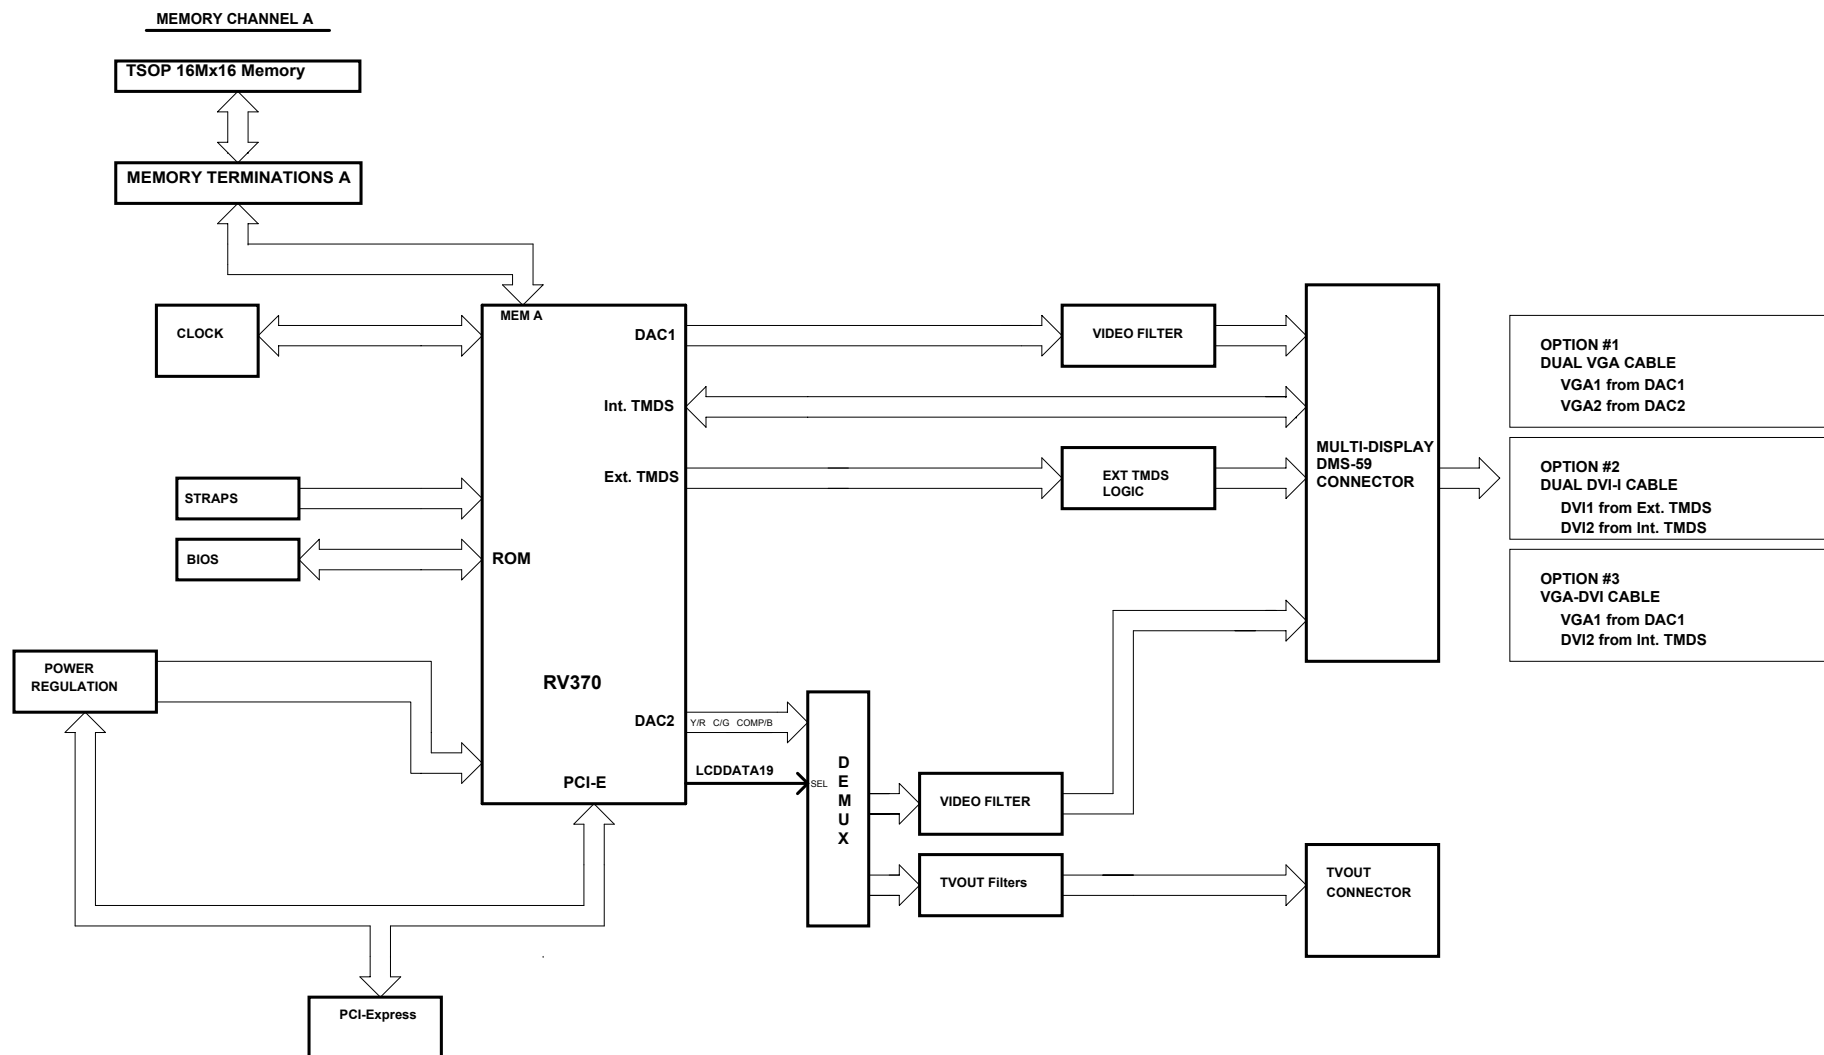 MEMORY CHANNEL A
TSOP 16Mx16 Memory
MEMORY TERMINATIONS A
CLOCK
STRAPS
BIOS
POWER
REGULATION
MEM A
DAC1
Int. TMDS
Ext. TMDS
ROM
RV370
DAC2
PCI-E
Y/R C/G COMP/B
LCDDATA19
SEL
D
E
M
U
X
VIDEO FILTER
EXT TMDS
LOGIC
VIDEO FILTER
TVOUT Filters
MULTI-DISPLAY
DMS-59
CONNECTOR
TVOUT
CONNECTOR
OPTION #1
DUAL VGA CABLE
VGA1 from DAC1
VGA2 from DAC2
OPTION #2
DUAL DVI-I CABLE
DVI1 from Ext. TMDS
DVI2 from Int. TMDS
OPTION #3
VGA-DVI CABLE
VGA1 from DAC1
DVI2 from Int. TMDS
PCI-Express